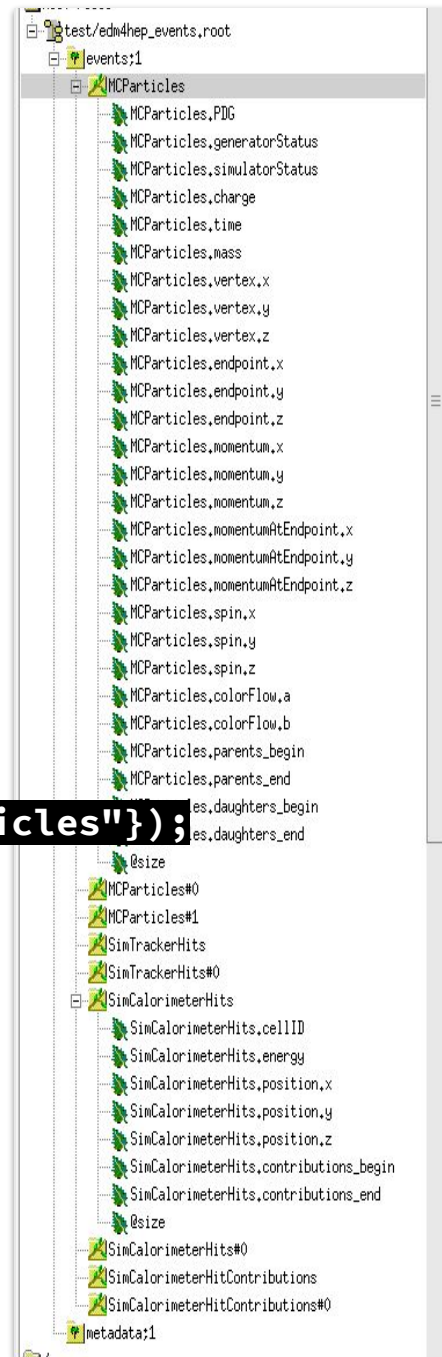 test/edm4hep_events.root
events;1
MCParticles
MCParticles.PDG
MCParticles.generatorStatus
MCParticles.simulatorStatus
MCParticles.charge
MCParticles.time
MCParticles.mass
MCParticles.vertex.x
MCParticles.vertex.y
MCParticles.vertex.z
MCParticles.endpoint.x
MCParticles.endpoint.y
MCParticles.endpoint.z
MCParticles.momentum.x
MCParticles.momentum.y
MCParticles.momentum.z
MCParticles.momentumAtEndpoint.x
MCParticles.momentumAtEndpoint.y
MCParticles.momentumAtEndpoint.z
MCParticles.spin.x
MCParticles.spin.y
MCParticles.spin.z
MCParticles.colorFlow.a
MCParticles.colorFlow.b
MCParticles.parents_begin
MCParticles.parents_end
les.daughters_begin
icles"});
les.daughters_end
@size
MCParticles#0
MCParticles#1
SimTrackerHits
SimTrackerHits#0
SimCalorimeterHits
SimCalorimeterHits.cellID
SimCalorimeterHits.energy
SimCalorimeterHits.position.x
SimCalorimeterHits.position.y
SimCalorimeterHits.position.z
SimCalorimeterHits.contributions_begin
SimCalorimeterHits.contributions_end
@size
SimCalorimeterHits#0
SimCalorimeterHitContributions
SimCalorimeterHitContributions#0
metadata;1